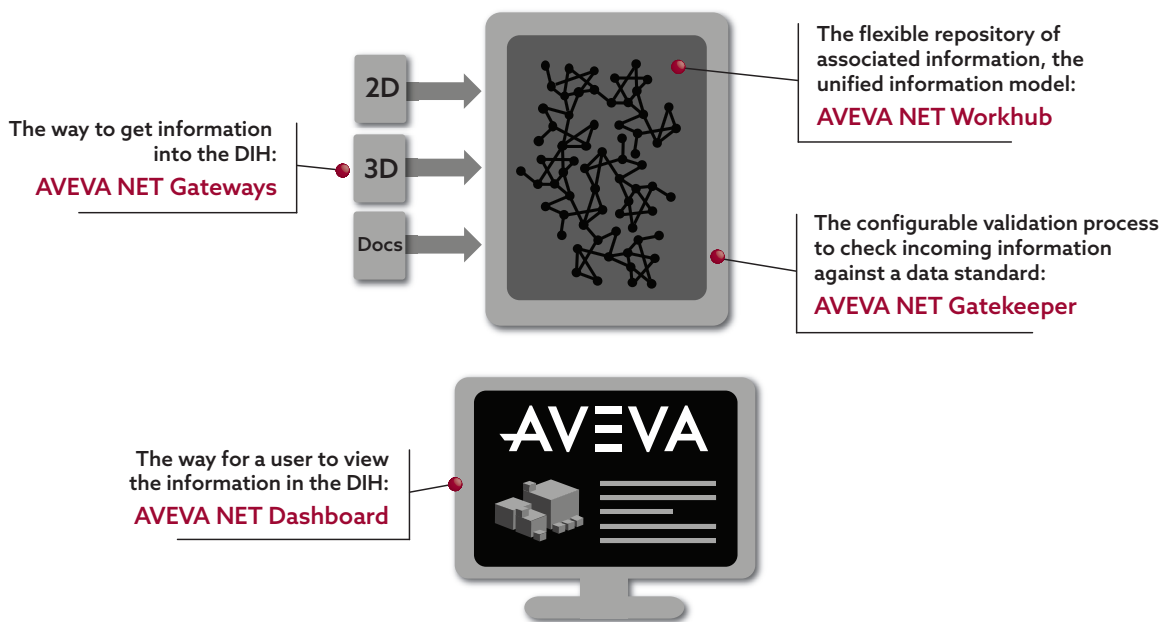 The way to get information
into the DIH:
AVEVA NET Gateways
2D
3D
Docs
The flexible repository of
associated information, the
unified information model:
AVEVA NET Workhub
The configurable validation process
to check incoming information
against a data standard:
AVEVA NET Gatekeeper
The way for a user to view
the information in the DIH:
AVEVA NET Dashboard
AVEVA